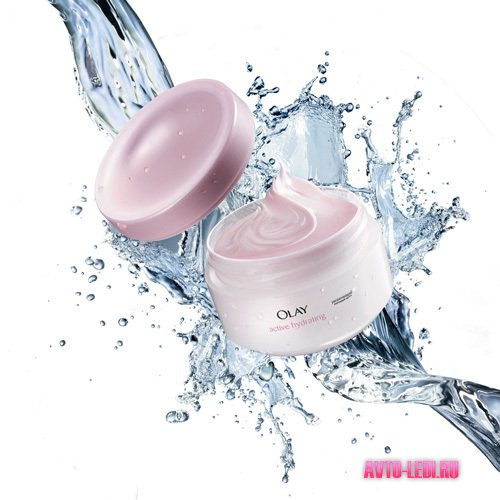 OLAY
active hydrating
AVTO-LEDI.RU